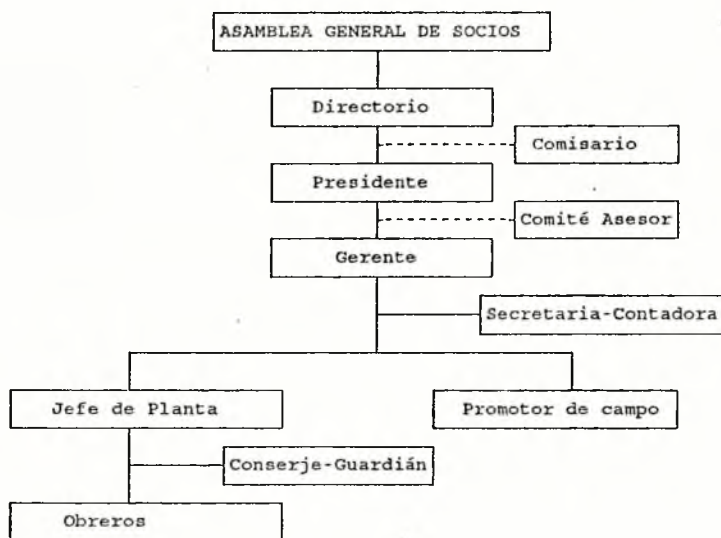 ASAMBLEA GENERAL DE SOCIOS
Directorio
Comisario
Presidente
Comité Asesor
Gerente
Secretaria-Contadora
Jefe de Planta
Promotor de campo
Conserje-Guardián
Obreros